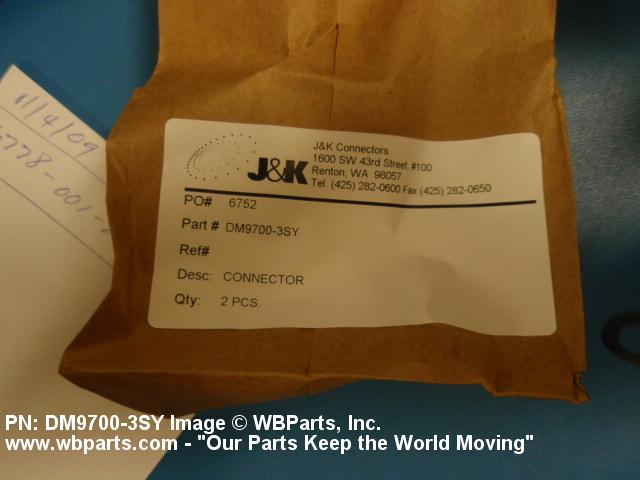 11/4/09
J&K
J&K Connectors
1600 SW 43rd Street, #100
Renton, WA 98057
Tel. (425) 282-0600 Fax (425) 282-0650
PO# 6752
Part # DM9700-3SY
Ref#
Desc: CONNECTOR
Qty: 2 PCS.
PN: DM9700-3SY Image © WBParts, Inc.
www.wbparts.com - "Our Parts Keep the World Moving"